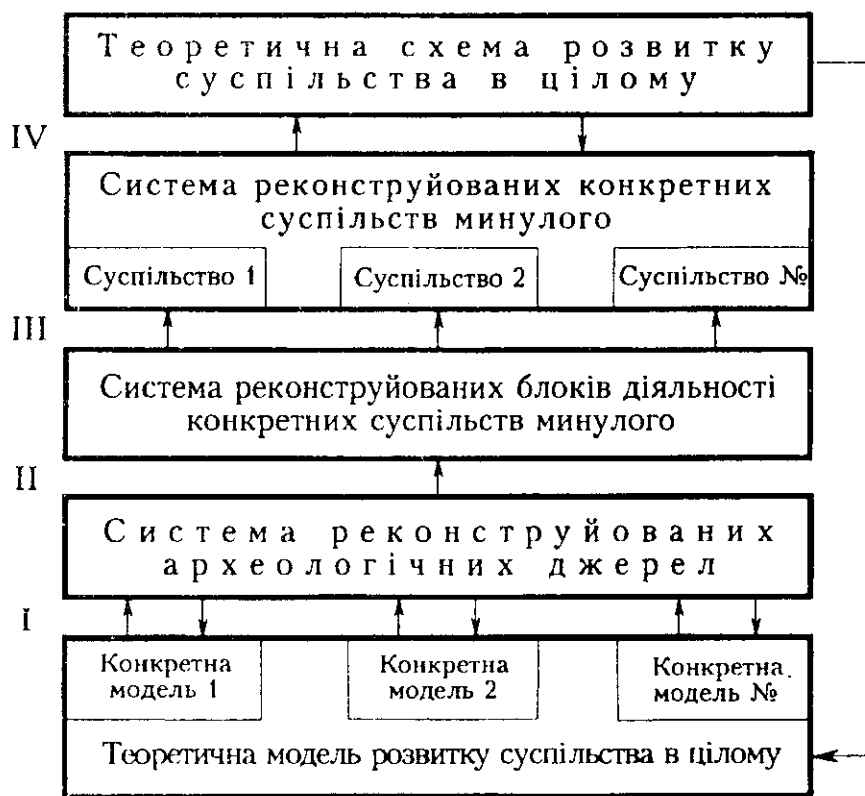 Теоретична схема розвитку
суспільства в цілому
IV
Система реконструйованих конкретних
суспільств минулого
Суспільство 1
Суспільство 2
Суспільство №
III
Система реконструйованих блоків діяльності
конкретних суспільств минулого
II
Система реконструйованих
археологічних джерел
I
Конкретна
модель 1
Конкретна
модель 2
Конкретна
модель №
Теоретична модель розвитку суспільства в цілому